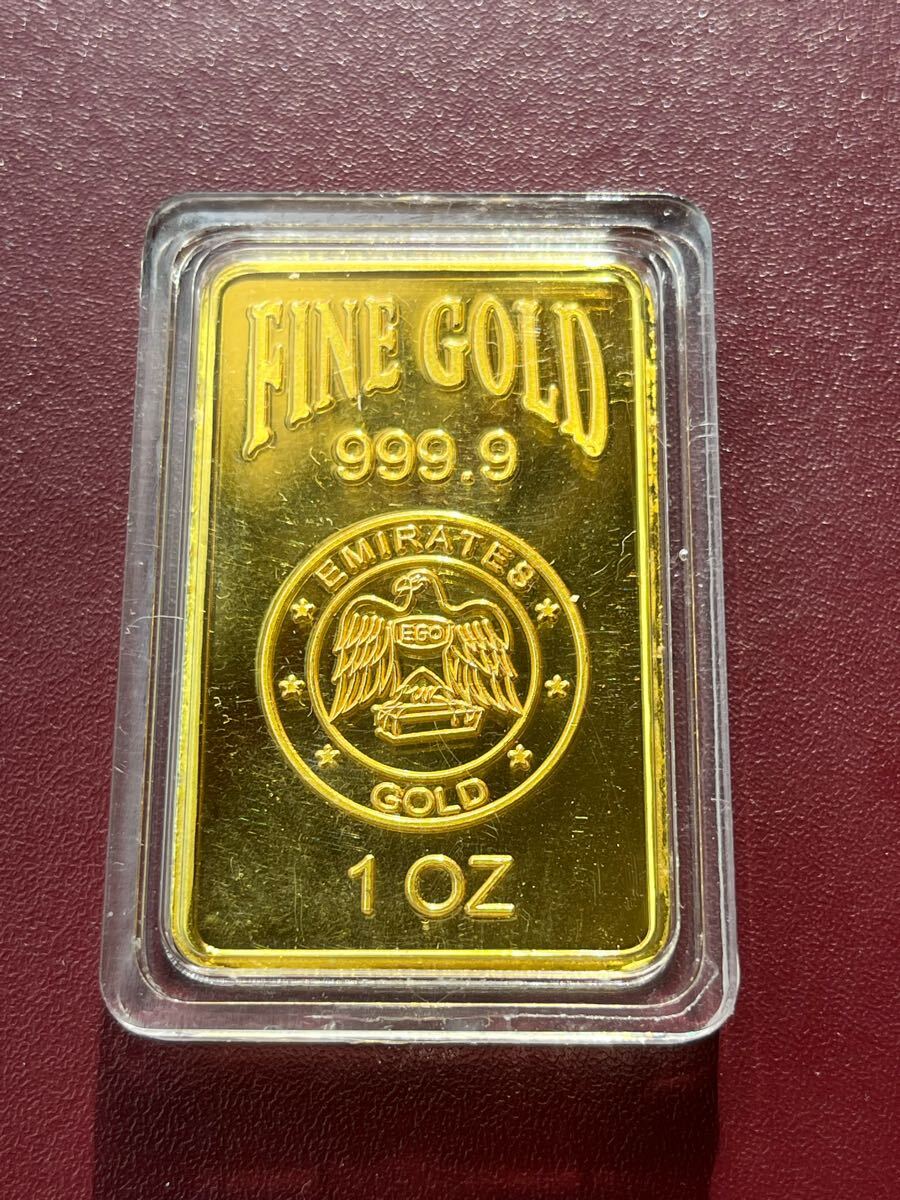 FINE GOLD
999.9
EMIRATES
EGO
GOLD
1 OZ